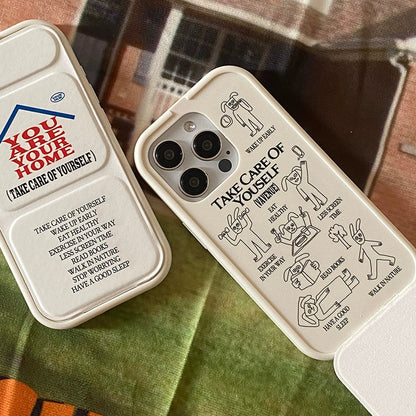 YOU
ARE
YOUR
HOME
(TAKE CARE OF YOURSELF)
TAKE CARE OF YOURSELF
WAKE UP EARLY
EAT HEALTHY
EXERCISE IN YOUR WAY
LESS SCREEN TIME
READ BOOKS
WALK IN NATURE
STOP WORRYING
HAVE A GOOD SLEEP
WAKE UP EARLY
TAKE CARE OF
YOUSELF
EAT
HEALTHY
LESS SCREEN
TIME
EXERCISE
IN YOUR WAY
READ BOOKS
WALK IN NATURE
HAVE A GOOD
SLEEP